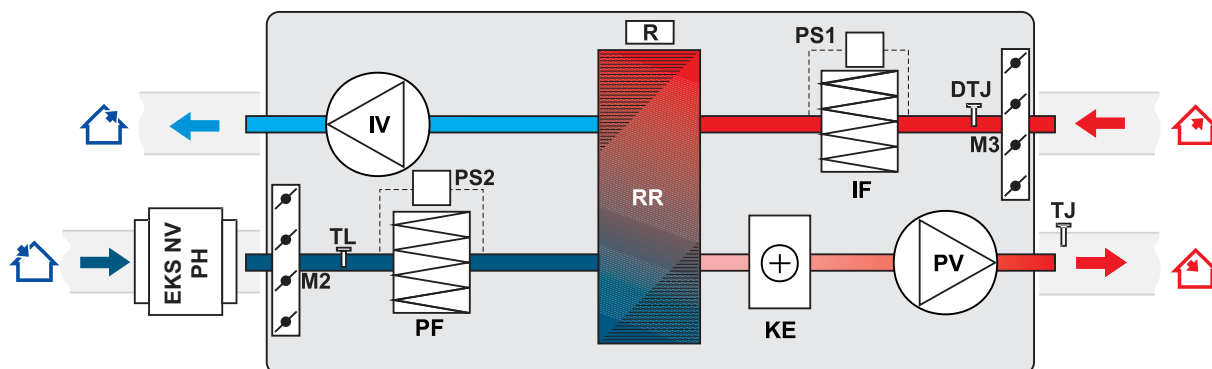 R
PS1
DTJ
IV
M3
PS2
IF
RR
EKS NV
PH
TL
TJ
M2
PV
PF
KE